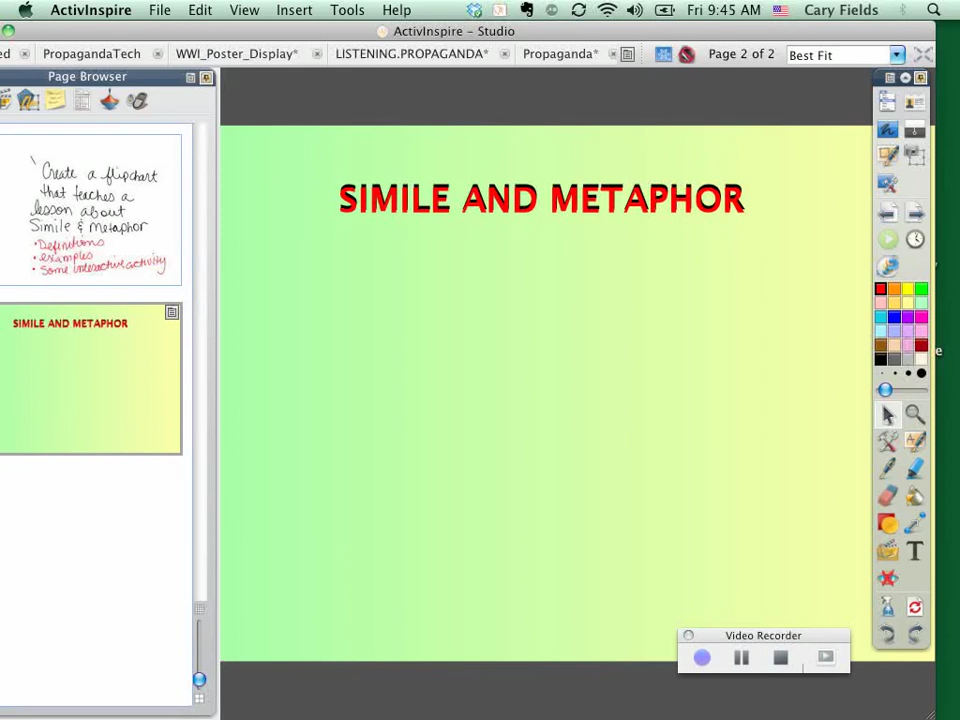 ActivInspire File Edit View Insert Tools Help Fri 9:45 AM Cary Fields
ActivInspire - Studio
ed PropagandaTech WWI_Poster_Display* LISTENING.PROPAGANDA* Propaganda* Page 2 of 2 Best Fit
Page Browser
Create a flipchart
that teaches a
lesson about
Simile & Metaphor
•Definitions
•examples
•Some interactive activity
SIMILE AND METAPHOR
SIMILE AND METAPHOR
T
Video Recorder